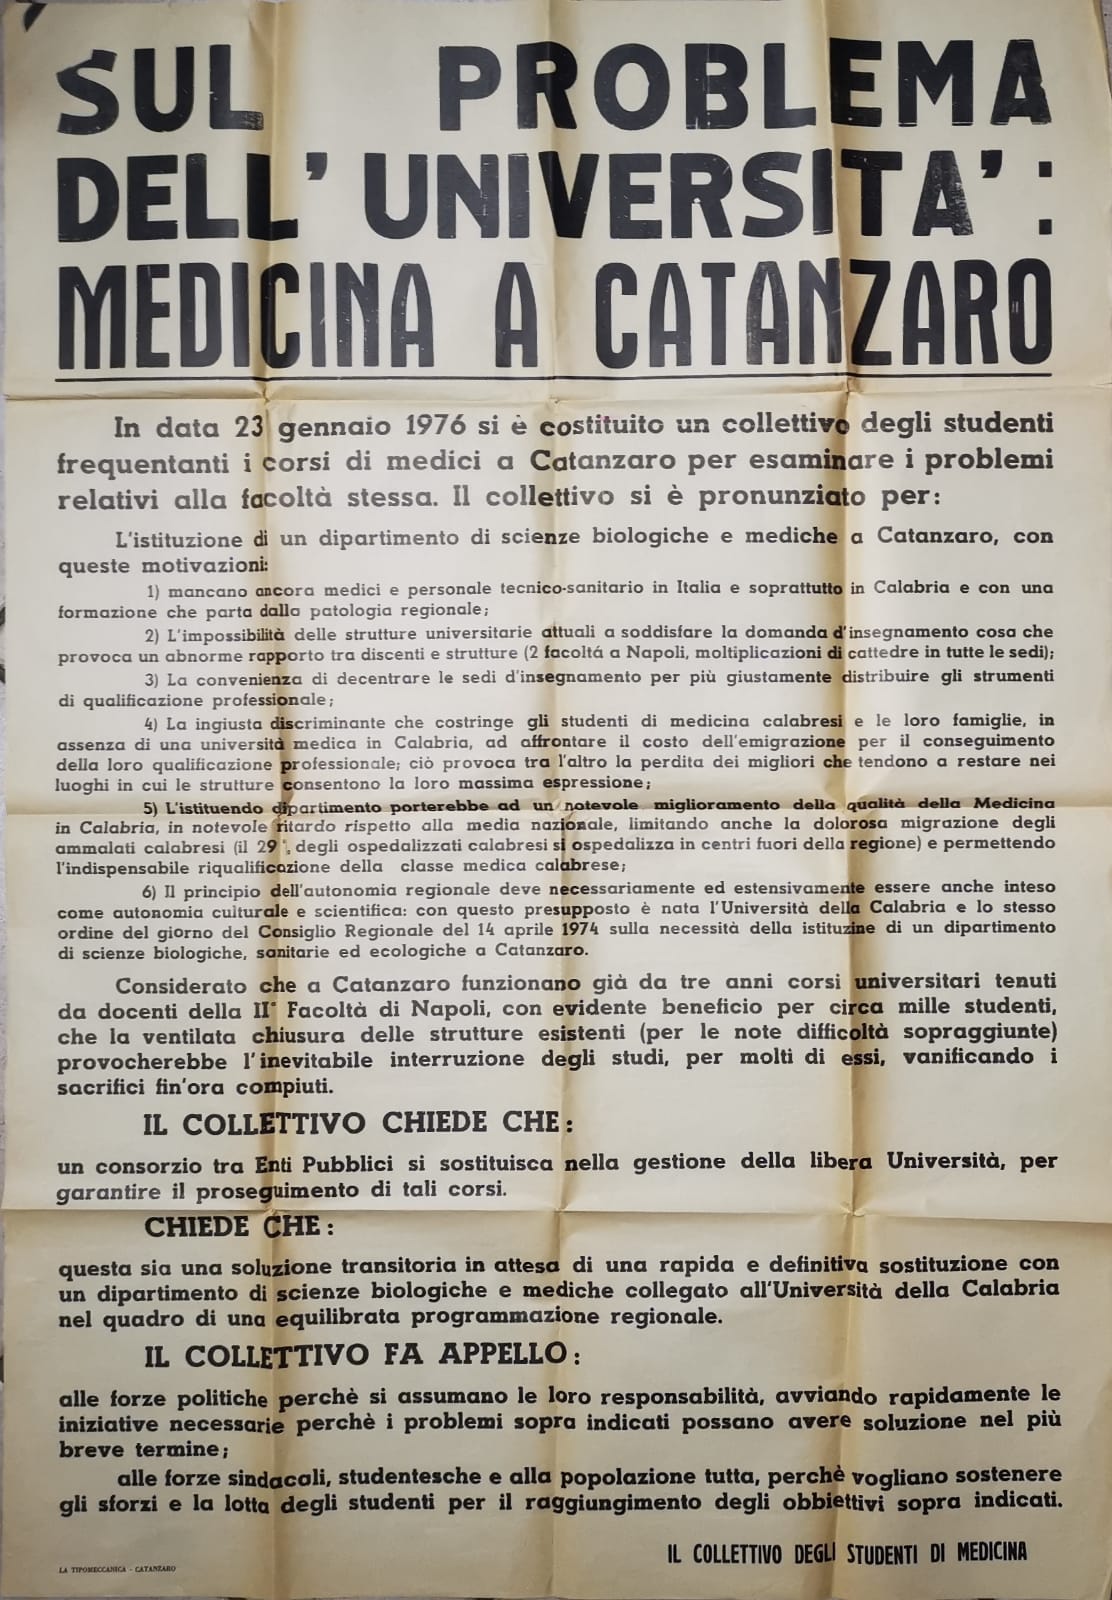 SUL PROBLEMA
DELL'UNIVERSITA':
MEDICINA A CATANZARO
In data 23 gennaio 1976 si è costituito un collettivo degli studenti
frequentanti i corsi di medici a Catanzaro per esaminare i problemi
relativi alla facoltà stessa. Il collettivo si è pronunziato per:
L'istituzione di un dipartimento di scienze biologiche e mediche a Catanzaro, con
queste motivazioni:
1) mancano ancora medici e personale tecnico-sanitario in Italia e soprattutto in Calabria e con una
formazione che parta dalla patologia regionale;
2) L'impossibilità delle strutture universitarie attuali a soddisfare la domanda d'insegnamento cosa che
provoca un abnorme rapporto tra discenti e strutture (2 facoltá a Napoli, moltiplicazioni di cattedre in tutte le sedi);
3) La convenienza di decentrare le sedi d'insegnamento per più giustamente distribuire gli strumenti
di qualificazione professionale;
4) La ingiusta discriminante che costringe gli studenti di medicina calabresi e le loro famiglie, in
assenza di una università medica in Calabria, ad affrontare il costo dell'emigrazione per il conseguimento
della loro qualificazione professionale; ciò provoca tra l'altro la perdita dei migliori che tendono a restare nei
luoghi in cui le strutture consentono la loro massima espressione;
5) L'istituendo dipartimento porterebbe ad un notevole miglioramento della qualità della Medicina
in Calabria, in notevole ritardo rispetto alla media nazionale, limitando anche la dolorosa migrazione degli
ammalati calabresi (il 29 degli ospedalizzati calabresi si ospedalizza in centri fuori della regione) e permettendo
l'indispensabile riqualificazione della classe medica calabrese;
6) Il principio dell'autonomia regionale deve necessariamente ed estensivamente essere anche inteso
come autonomia culturale e scientifica: con questo presupposto è nata l'Università della Calabria e lo stesso
ordine del giorno del Consiglio Regionale del 14 aprile 1974 sulla necessità della istituzine di un dipartimento
di scienze biologiche, sanitarie ed ecologiche a Catanzaro.
Considerato che a Catanzaro funzionano già da tre anni corsi universitari tenuti
da docenti della II° Facoltà di Napoli, con evidente beneficio per circa mille studenti,
che la ventilata chiusura delle strutture esistenti (per le note difficoltà sopraggiunte)
provocherebbe l'inevitabile interruzione degli studi, per molti di essi, vanificando i
sacrifici fin'ora compiuti.
IL COLLETTIVO CHIEDE CHE:
un consorzio tra Enti Pubblici si sostituisca nella gestione della libera Università, per
garantire il proseguimento di tali corsi.
CHIEDE CHE:
questa sia una soluzione transitoria in attesa di una rapida e definitiva sostituzione con
un dipartimento di scienze biologiche e mediche collegato all'Università della Calabria
nel quadro di una equilibrata programmazione regionale.
IL COLLETTIVO FA APPELLO:
alle forze politiche perchè si assumano le loro responsabilità, avviando rapidamente le
iniziative necessarie perchè i problemi sopra indicati possano avere soluzione nel più
breve termine;
alle forze sindacali, studentesche e alla popolazione tutta, perchè vogliano sostenere
gli sforzi e la lotta degli studenti per il raggiungimento degli obbiettivi sopra indicati.
IL COLLETTIVO DEGLI STUDENTI DI MEDICINA
LA TIPOMECCANICA - CATANZARO